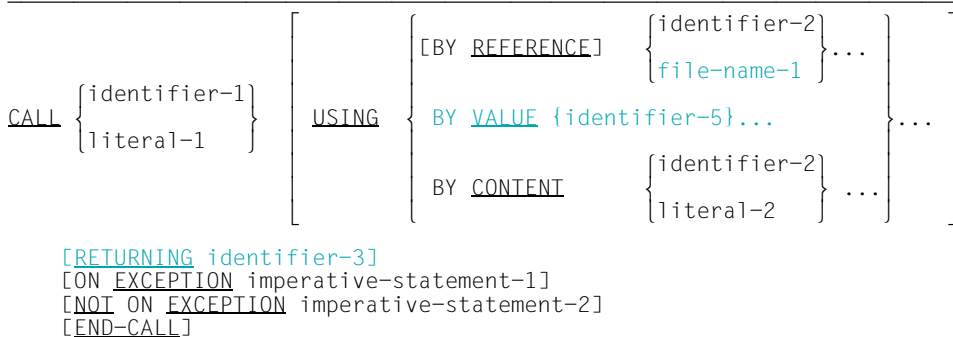 {identifier-2
[BY REFERENCE] }...
file-name-1
{identifier-1}
CALL USING BY VALUE {identifier-5}... ...
literal-1
{identifier-2
BY CONTENT } ...
literal-2
[RETURNING identifier-3]
[ON EXCEPTION imperative-statement-1]
[NOT ON EXCEPTION imperative-statement-2]
[END-CALL]